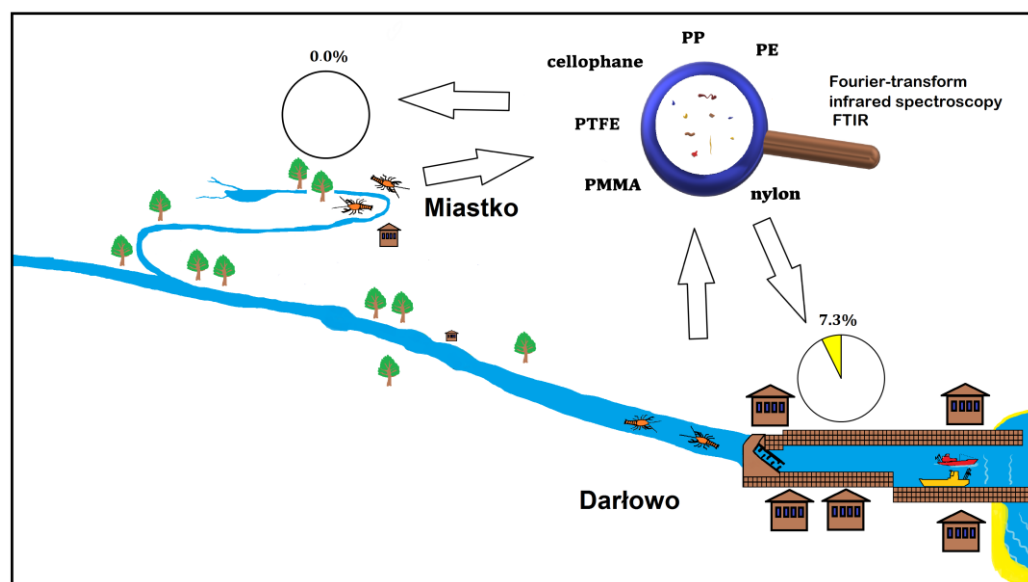 0.0%
PP
PE
cellophane
Fourier-transform
infrared spectroscopy
FTIR
PTFE
PMMA
nylon
Miastko
7.3%
Darłowo